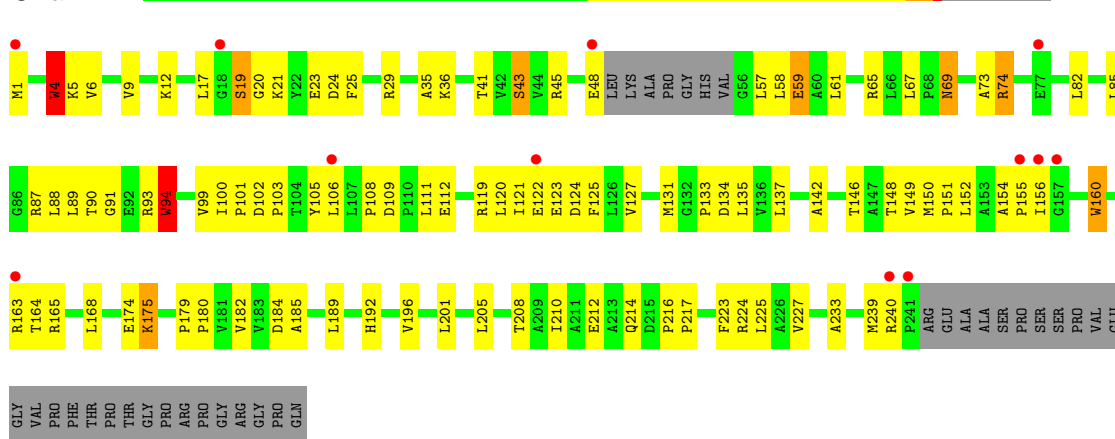 M1 W4 K5 V6 V9 K12 L17 G18 S19 G20 K21 Y22 E23 D24 F25 R29 A35 K36 T41 V42 S43 V44 R45 E48 LEU LYS ALA PRO GLY HIS VAL G56 L57 L58 E59 A60 L61 R65 L66 L67 P68 N69 A73 R74 E77 L82 L85
G86 R87 L88 L89 T90 G91 E92 R93 W94 V99 I100 P101 D102 P103 T104 Y105 L106 L107 P108 D109 P110 L111 E112 R119 L120 I121 E122 E123 D124 F125 L126 V127 M131 G132 P133 D134 L135 V136 L137 A142 T146 A147 T148 V149 M150 P151 L152 A153 A154 P155 I156 G157 W160
R163 T164 R165 L168 E174 K175 P179 P180 V181 V182 V183 D184 A185 L189 H192 V196 L201 L205 T208 A209 I210 A211 E212 A213 Q214 D215 P216 P217 F223 R224 L225 A226 V227 A233 M239 R240 P241 ARG GLU ALA ALA SER PRO SER SER PRO VAL GLU
GLY VAL PRO PHE THR PRO THR GLY PRO ARG PRO GLY ARG GLY PRO GLN